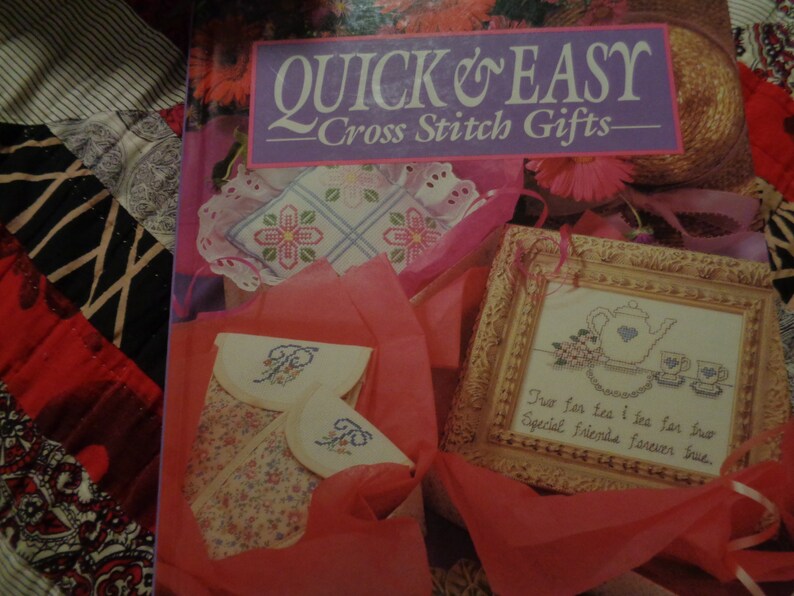 QUICK & EASY
Cross Stitch Gifts
Two for tea & tea for two
Special friends forever true.